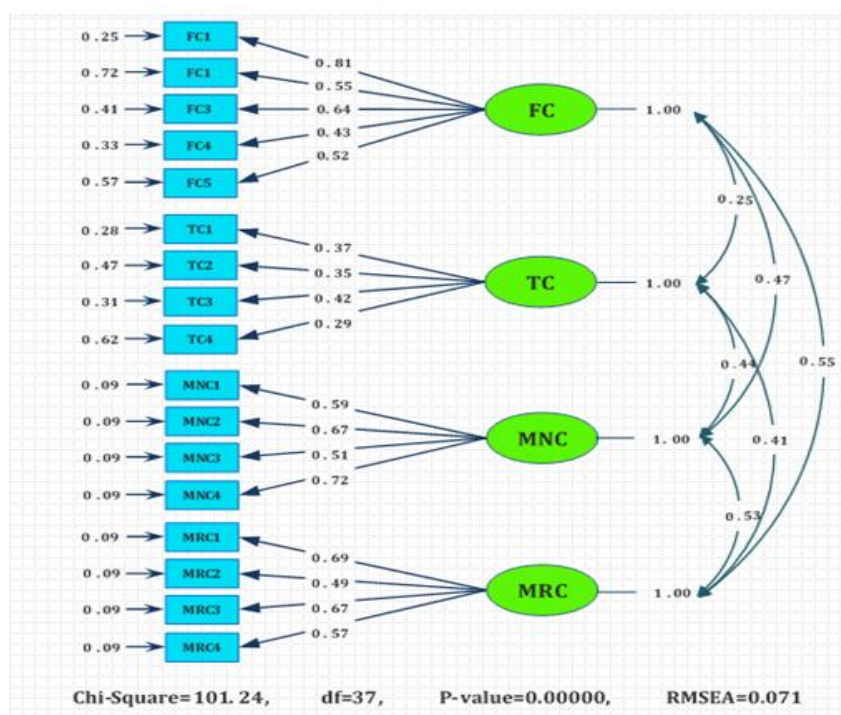 0.25 FC1 0.81
0.72 FC1 0.55
0.41 FC3 0.64 FC 1.00
0.33 FC4 0.43
0.57 FC5 0.52
0.25
0.28 TC1 0.37
0.47 TC2 0.35
0.31 TC3 0.42 TC 1.00 0.47
0.62 TC4 0.29
0.44 0.55
0.09 MNC1 0.59
0.09 MNC2 0.67
0.09 MNC3 0.51 MNC 1.00 0.41
0.09 MNC4 0.72
0.53
0.09 MRC1 0.69
0.09 MRC2 0.49
0.09 MRC3 0.67 MRC 1.00
0.09 MRC4 0.57
Chi-Square=101.24, df=37, P-value=0.00000, RMSEA=0.071